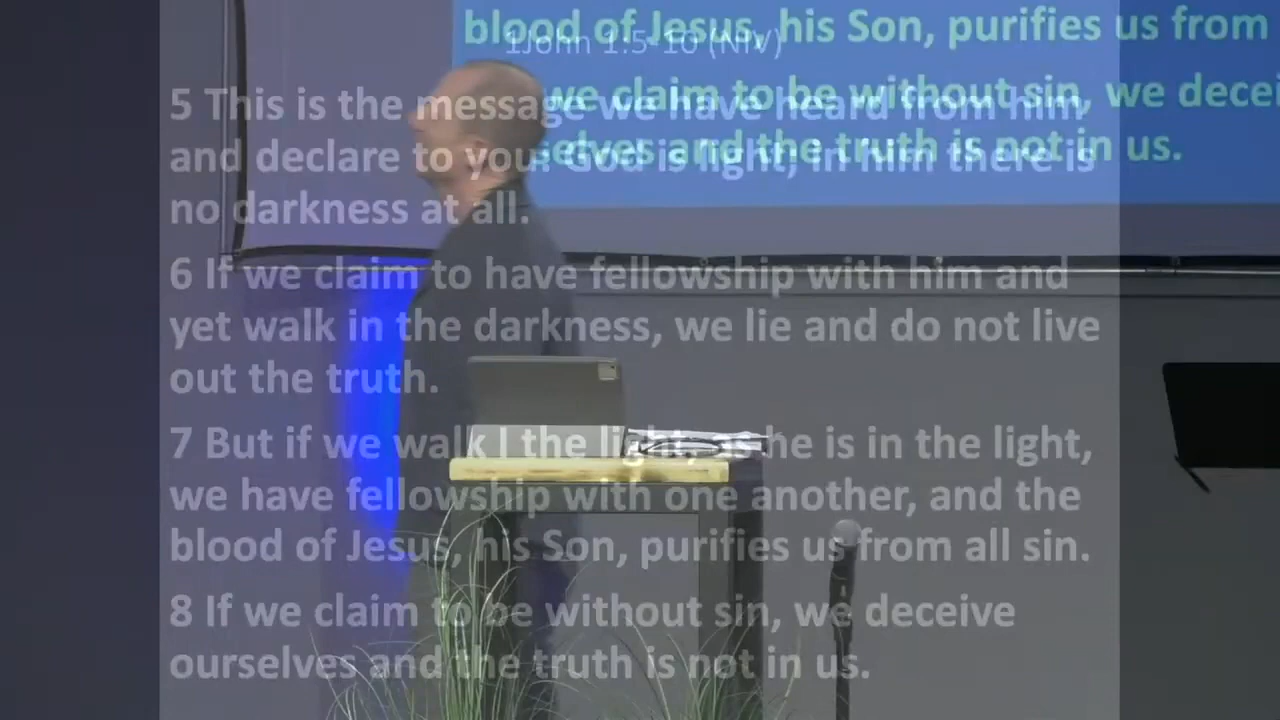 1John 1:5-10 (NIV)
5 This is the message we have heard from him
and declare to you: God is light; in him there is
no darkness at all.
6 If we claim to have fellowship with him and
yet walk in the darkness, we lie and do not live
out the truth.
7 But if we walk I the light, as he is in the light,
we have fellowship with one another, and the
blood of Jesus, his Son, purifies us from all sin.
8 If we claim to be without sin, we deceive
ourselves and the truth is not in us.
blood of Jesus, his Son, purifies us from
we claim to be without sin, we decei
selves and the truth is not in us.